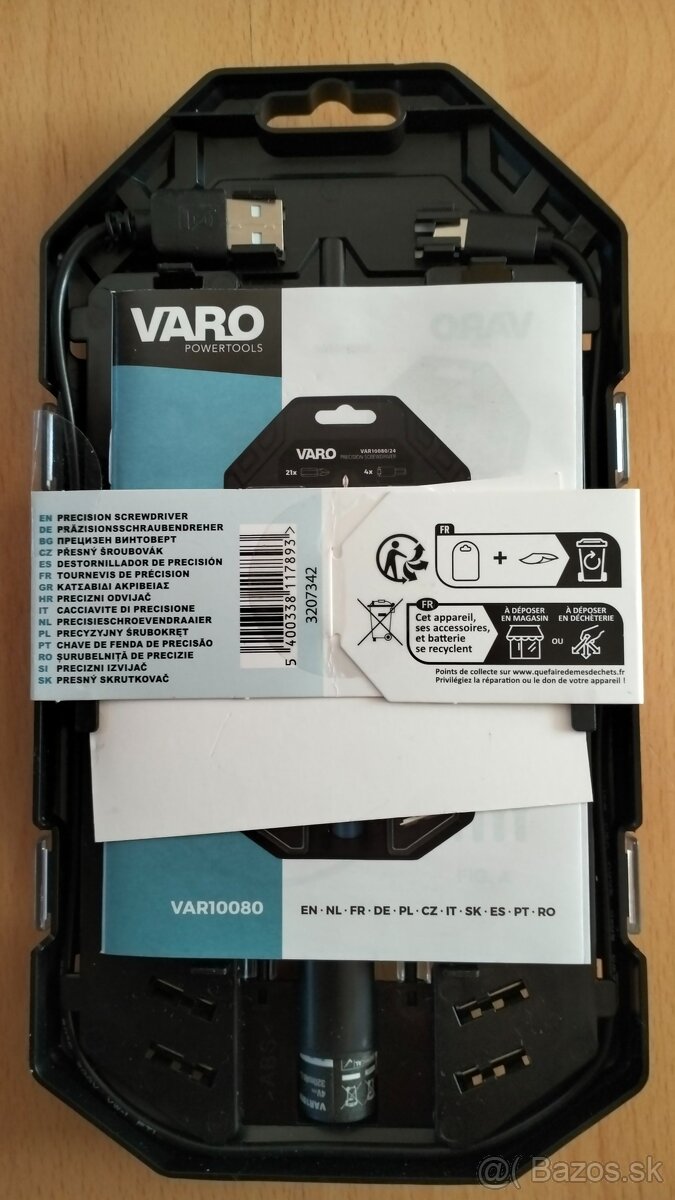 VARO
POWERTOOLS
VARO
VAR10080/24
PRECISION SCREWDRIVER
21x
4x
EN PRECISION SCREWDRIVER
DE PRÄZISIONSSCHRAUBENDREHER
BG ПРЕЦИЗЕН ВИНТОВЕРТ
CZ PŘESNÝ ŠROUBOVÁK
ES DESTORNILLADOR DE PRECISIÓN
FR TOURNEVIS DE PRÉCISION
GR ΚΑΤΣΑΒΙΔΙ ΑΚΡΙΒΕΙΑΣ
HR PRECIZNI ODVIJAČ
IT CACCIAVITE DI PRECISIONE
NL PRECISIESCHROEVENDRAAIER
PL PRECYZYJNY ŚRUBOKRĘT
PT CHAVE DE FENDA DE PRECISÃO
RO ȘURUBELNIȚĂ DE PRECIZIE
SI PRECIZNI IZVIJAČ
SK PRESNÝ SKRUTKOVAČ
5 400338 117893>
3207342
FR
+
FR
Cet appareil,
ses accessoires,
et batterie
se recyclent
À DÉPOSER
EN MAGASIN
OU
À DÉPOSER
EN DÉCHÈTERIE
Points de collecte sur www.quefairedemesdechets.fr
Privilégiez la réparation ou le don de votre appareil !
VAR10080
EN · NL · FR · DE · PL · CZ · IT · SK · ES · PT · RO
4V
@( Bazos.sk